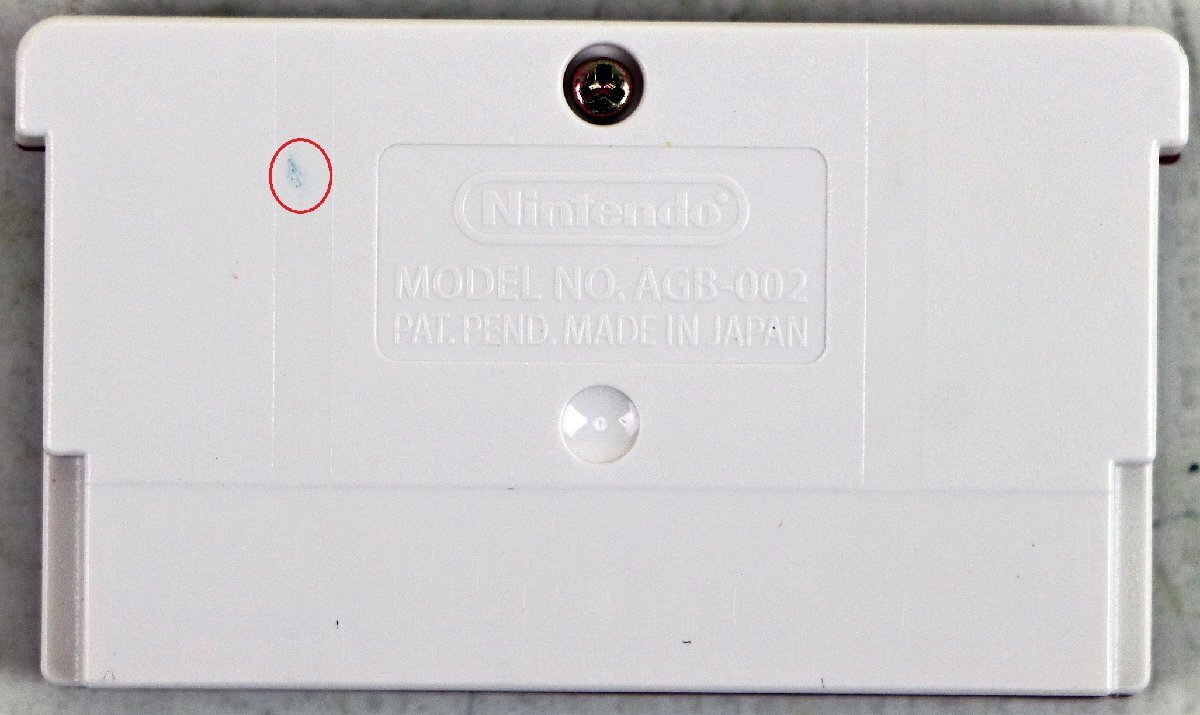 Nintendo®
MODEL NO. AGB-002
PAT. PEND. MADE IN JAPAN